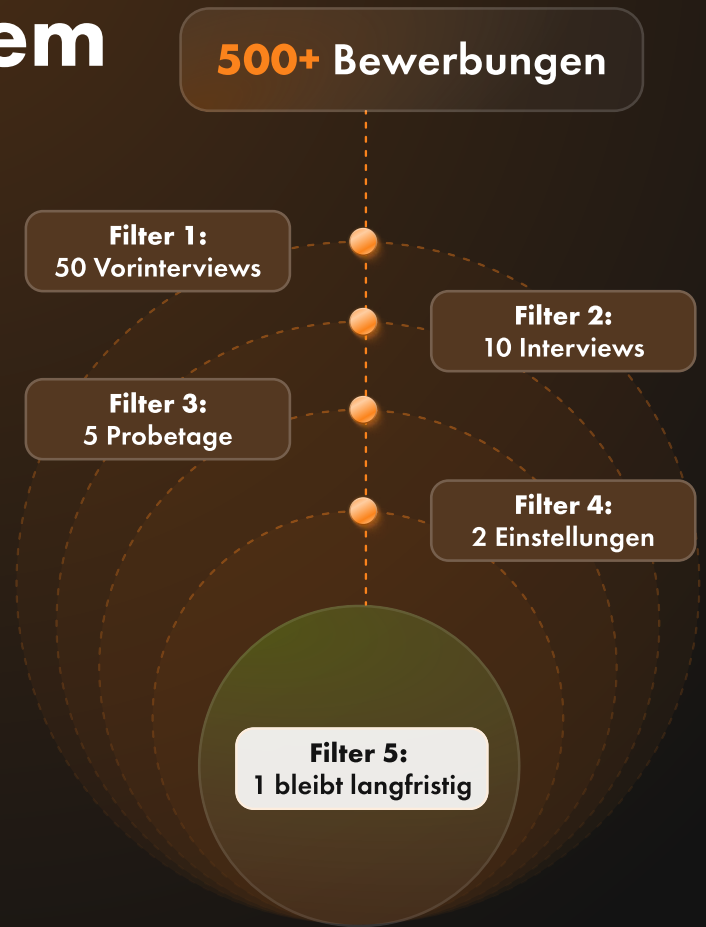 em
500+ Bewerbungen
Filter 1:
50 Vorinterviews
Filter 2:
10 Interviews
Filter 3:
5 Probetage
Filter 4:
2 Einstellungen
Filter 5:
1 bleibt langfristig